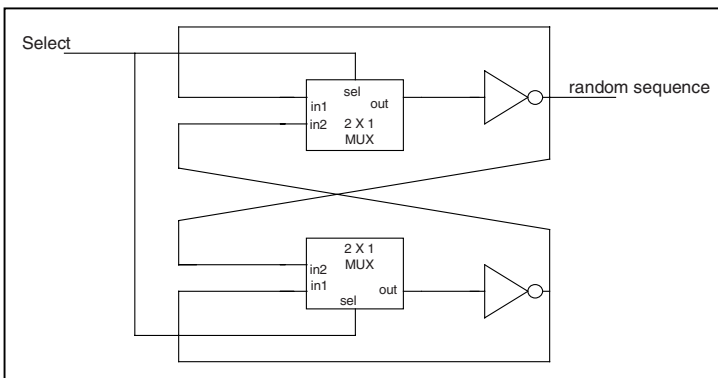 Select
sel
in1
out
in2
2 X 1
MUX
random sequence
2 X 1
MUX
in2
in1
out
sel